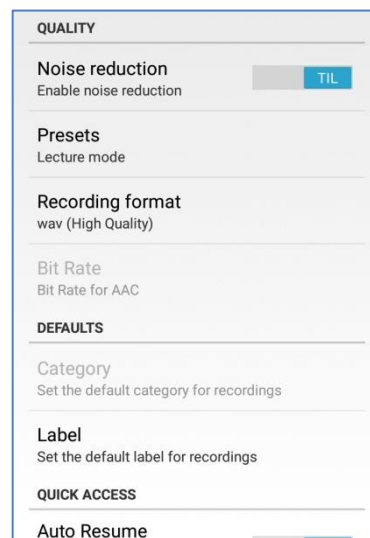 QUALITY
Noise reduction
Enable noise reduction
TIL
Presets
Lecture mode
Recording format
wav (High Quality)
Bit Rate
Bit Rate for AAC
DEFAULTS
Category
Set the default category for recordings
Label
Set the default label for recordings
QUICK ACCESS
Auto Resume